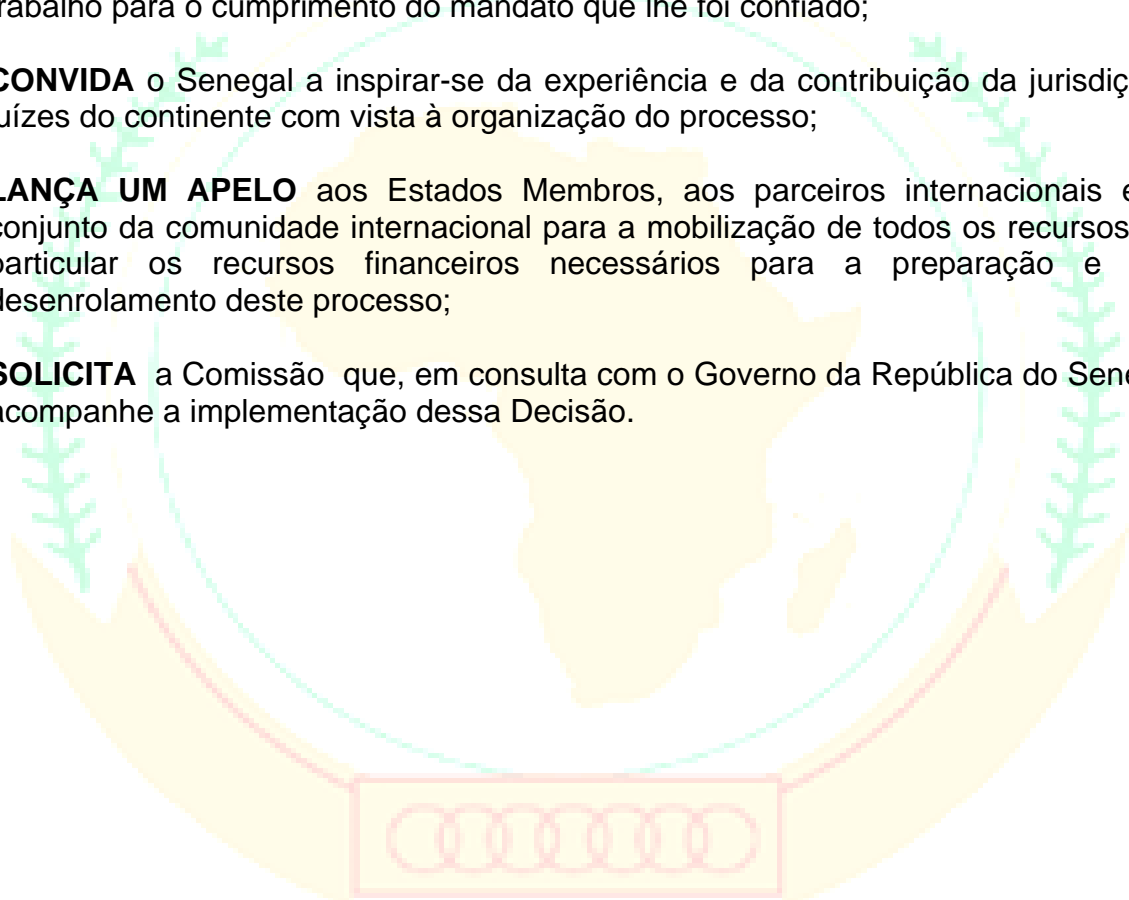 rabalho para o cumprimento do mandato que lhe foi confiado;
CONVIDA o Senegal a inspirar-se da experiência e da contribuição da jurisdiç
uízes do continente com vista à organização do processo;
LANÇA UM APELO aos Estados Membros, aos parceiros internacionais e
conjunto da comunidade internacional para a mobilização de todos os recursos
particular os recursos financeiros necessários para a preparação e
desenrolamento deste processo;
SOLICITA a Comissão que, em consulta com o Governo da República do Sene
acompanhe a implementação dessa Decisão.